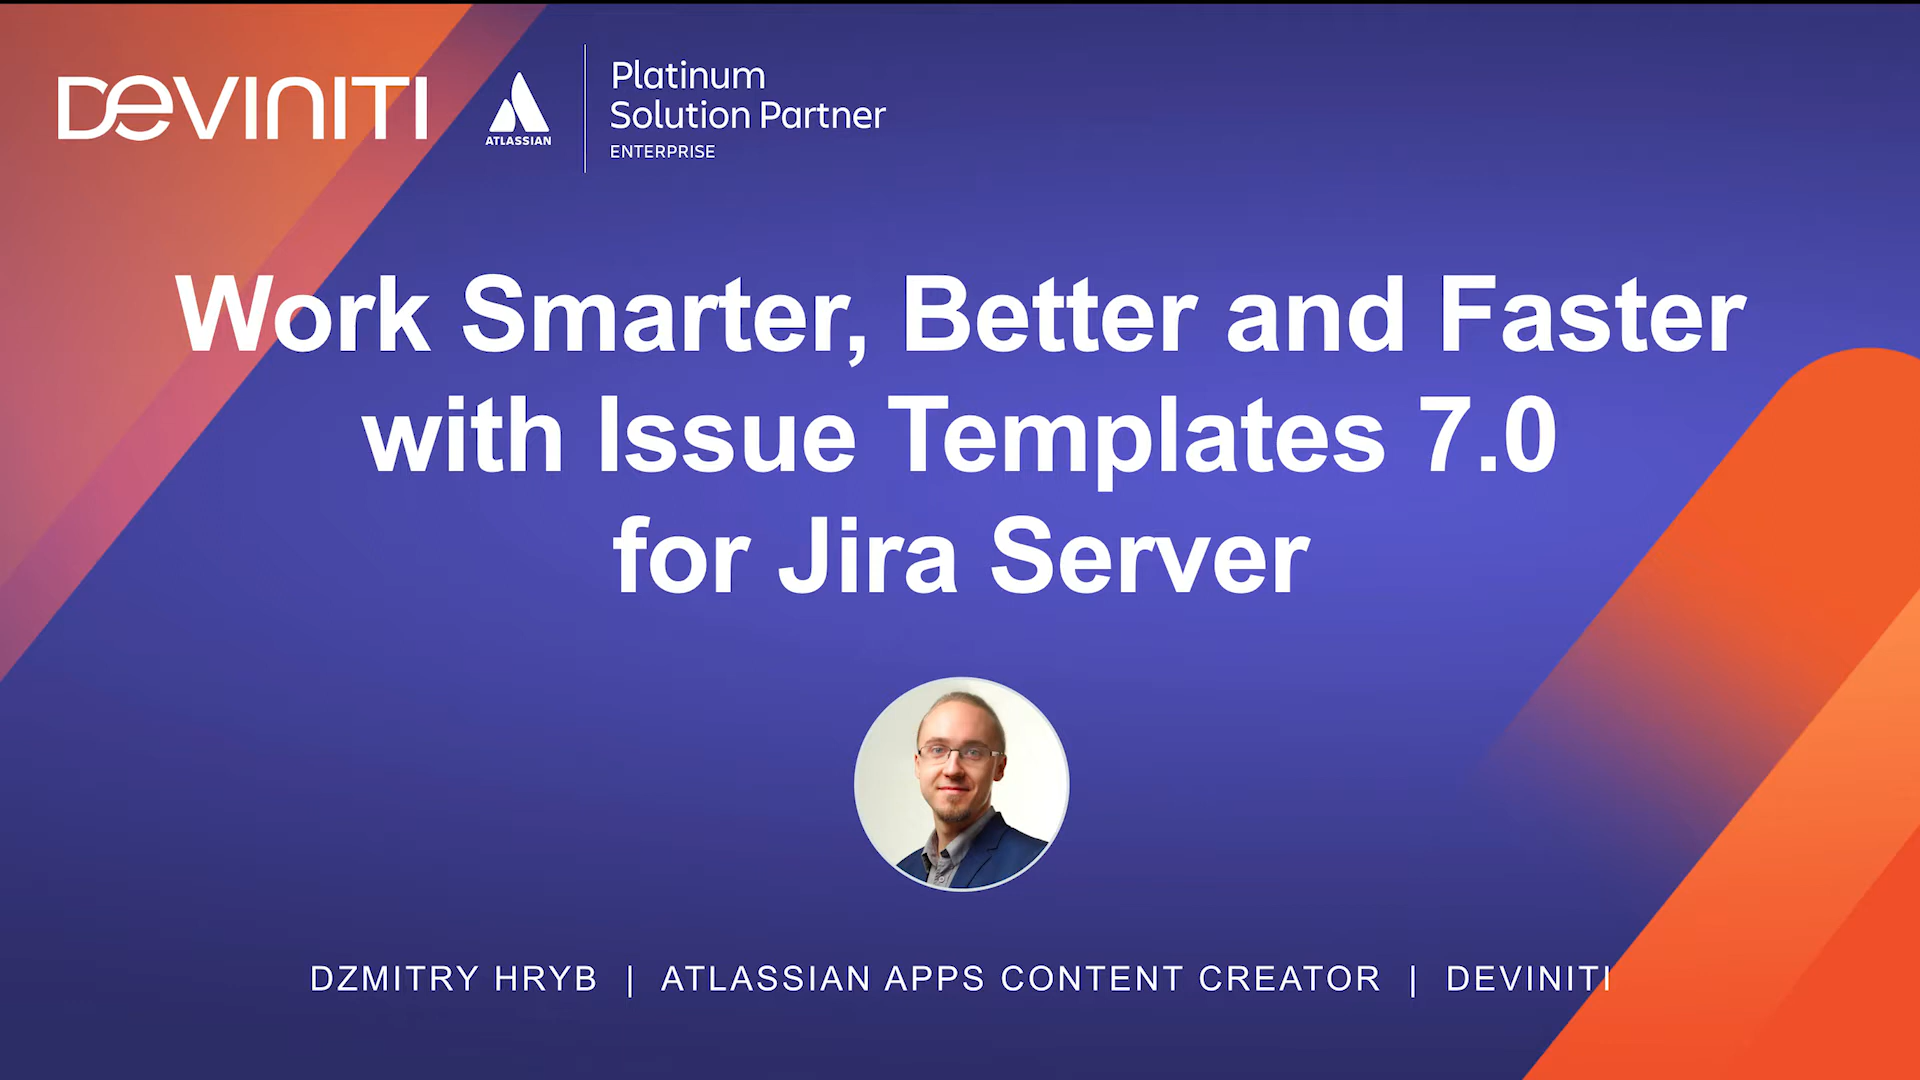 DEVINITI
ATLASSIAN
Platinum
Solution Partner
ENTERPRISE
Work Smarter, Better and Faster
with Issue Templates 7.0
for Jira Server
DZMITRY HRYB | ATLASSIAN APPS CONTENT CREATOR | DEVINITI